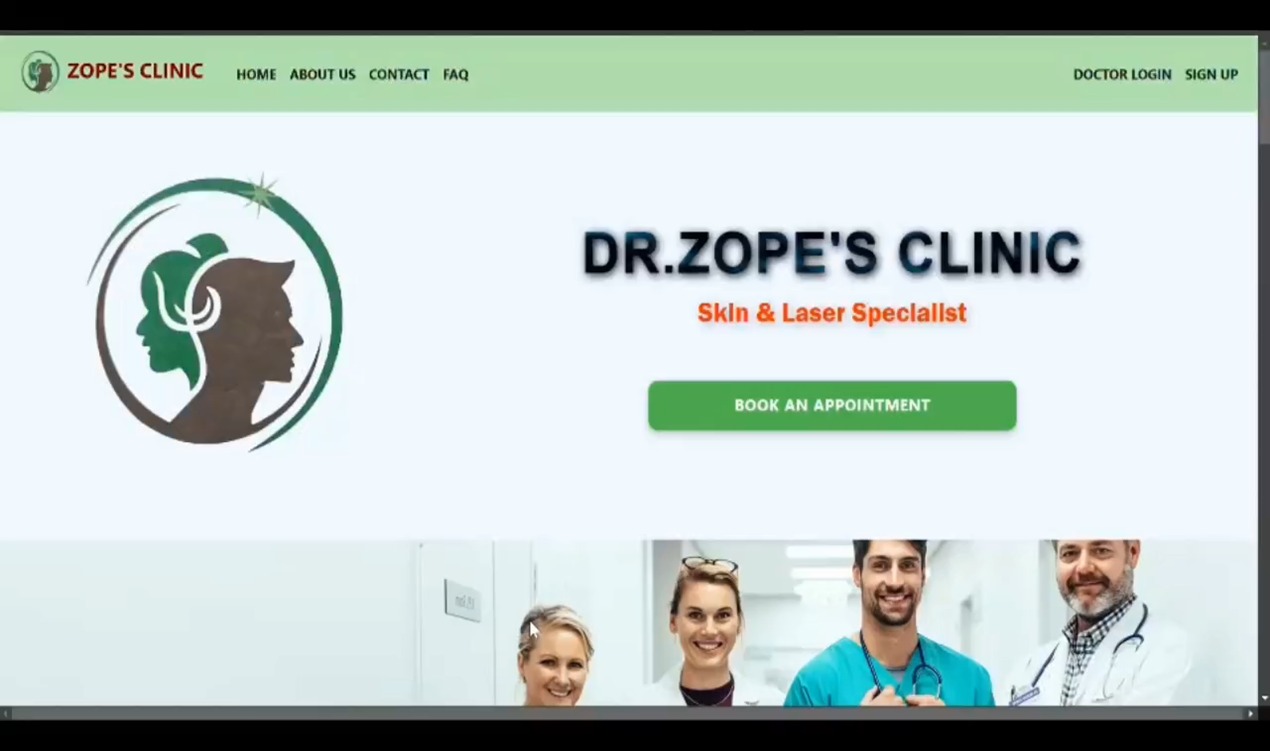 ZOPE'S CLINIC HOME ABOUT US CONTACT FAQ DOCTOR LOGIN SIGN UP
DR.ZOPE'S CLINIC
Skin & Laser Specialist
BOOK AN APPOINTMENT